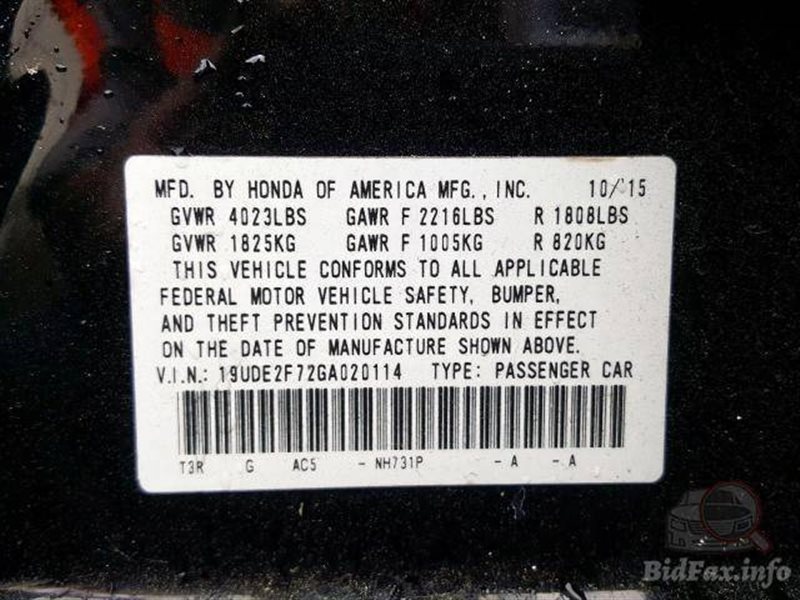 MFD. BY HONDA OF AMERICA MFG., INC. 10/15
GVWR 4023LBS GAWR F 2216LBS R 1808LBS
GVWR 1825KG GAWR F 1005KG R 820KG
THIS VEHICLE CONFORMS TO ALL APPLICABLE
FEDERAL MOTOR VEHICLE SAFETY, BUMPER,
AND THEFT PREVENTION STANDARDS IN EFFECT
ON THE DATE OF MANUFACTURE SHOWN ABOVE.
V.I.N.: 19UDE2F72GA020114 TYPE: PASSENGER CAR
T3R G AC5 - NH731P - A - A
BidFax.info